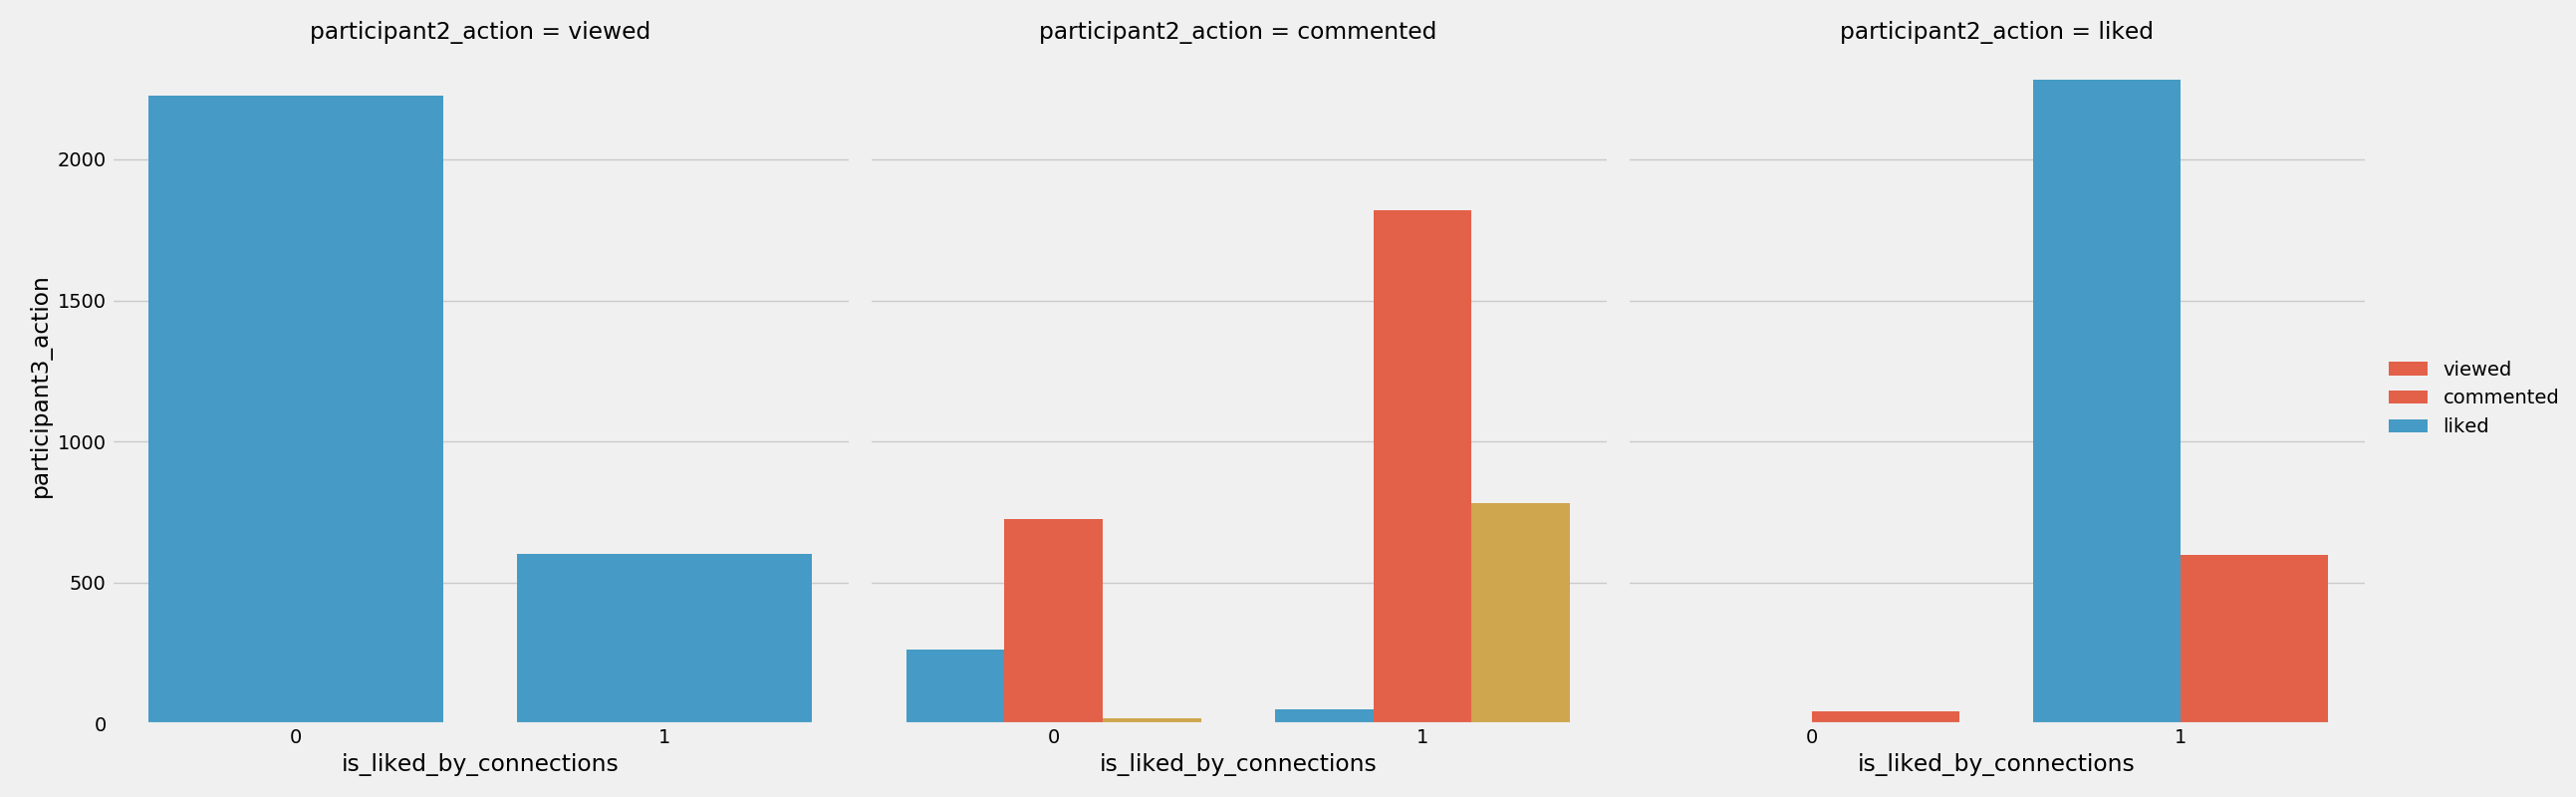 participant2_action = viewed
participant2_action = commented
participant2_action = liked
participant3_action
2000
1500
1000
500
0
0
1
is_liked_by_connections
0
1
is_liked_by_connections
0
1
is_liked_by_connections
viewed
commented
liked